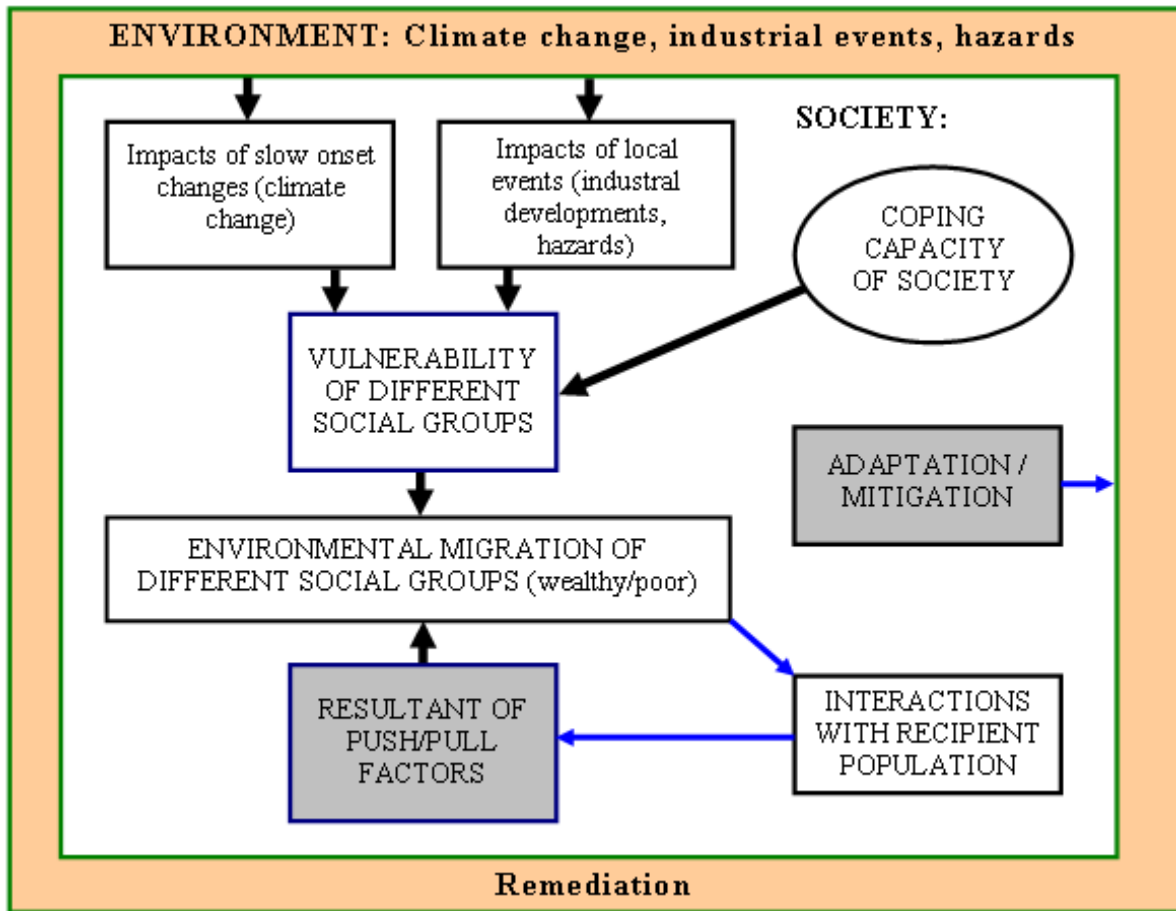 ENVIRONMENT: Climate change, industrial events, hazards
Impacts of slow onset
changes (climate
change)
Impacts of local
events (industral
developments,
hazards)
SOCIETY:
COPING
CAPACITY
OF SOCIETY
VULNERABILITY
OF DIFFERENT
SOCIAL GROUPS
ADAPTATION /
MITIGATION
ENVIRONMENTAL MIGRATION OF
DIFFERENT SOCIAL GROUPS (wealthy/poor)
RESULTANT OF
PUSH/PULL
FACTORS
INTERACTIONS
WITH RECIPIENT
POPULATION
Remediation